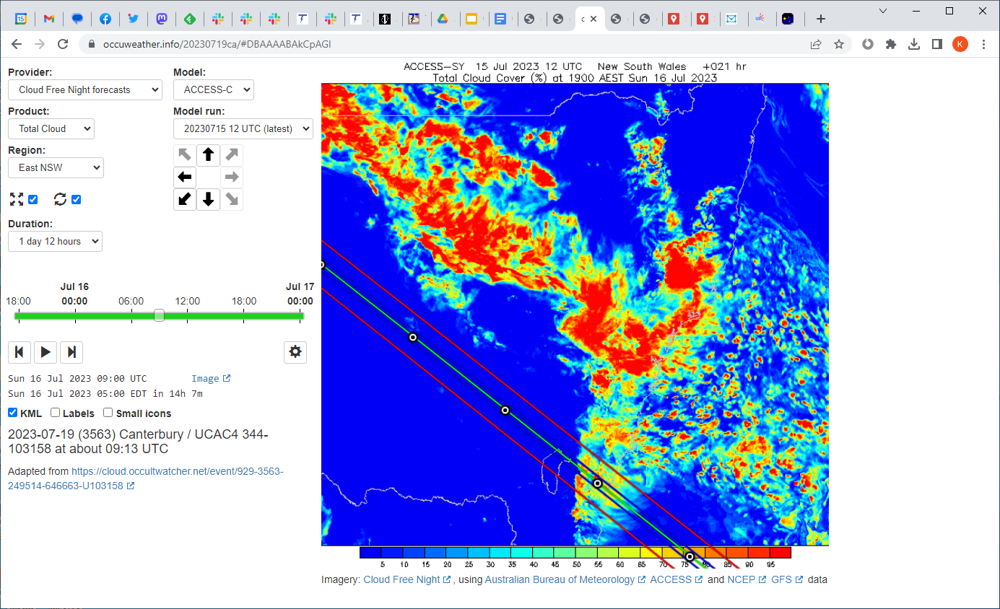 15
c
occuweather.info/20230719ca/#DBAAAABAkCpAGI
K
Provider:
Model:
Cloud Free Night forecasts
ACCESS-C
Product:
Model run:
Total Cloud
20230715 12 UTC (latest)
Region:
East NSW
Duration:
1 day 12 hours
Jul 16
Jul 17
18:00
00:00
06:00
12:00
18:00
00:00
Sun 16 Jul 2023 09:00 UTC
Image
Sun 16 Jul 2023 05:00 EDT in 14h 7m
KML
Labels
Small icons
2023-07-19 (3563) Canterbury / UCAC4 344-
103158 at about 09:13 UTC
Adapted from https://cloud.occultwatcher.net/event/929-3563-
249514-646663-U103158
ACCESS-SY 15 Jul 2023 12 UTC New South Wales +021 hr
Total Cloud Cover (%) at 1900 AEST Sun 16 Jul 2023
5 10 15 20 25 30 35 40 45 50 55 60 65 70 75 80 85 90 95
Imagery: Cloud Free Night , using Australian Bureau of Meteorology ACCESS and NCEP GFS data